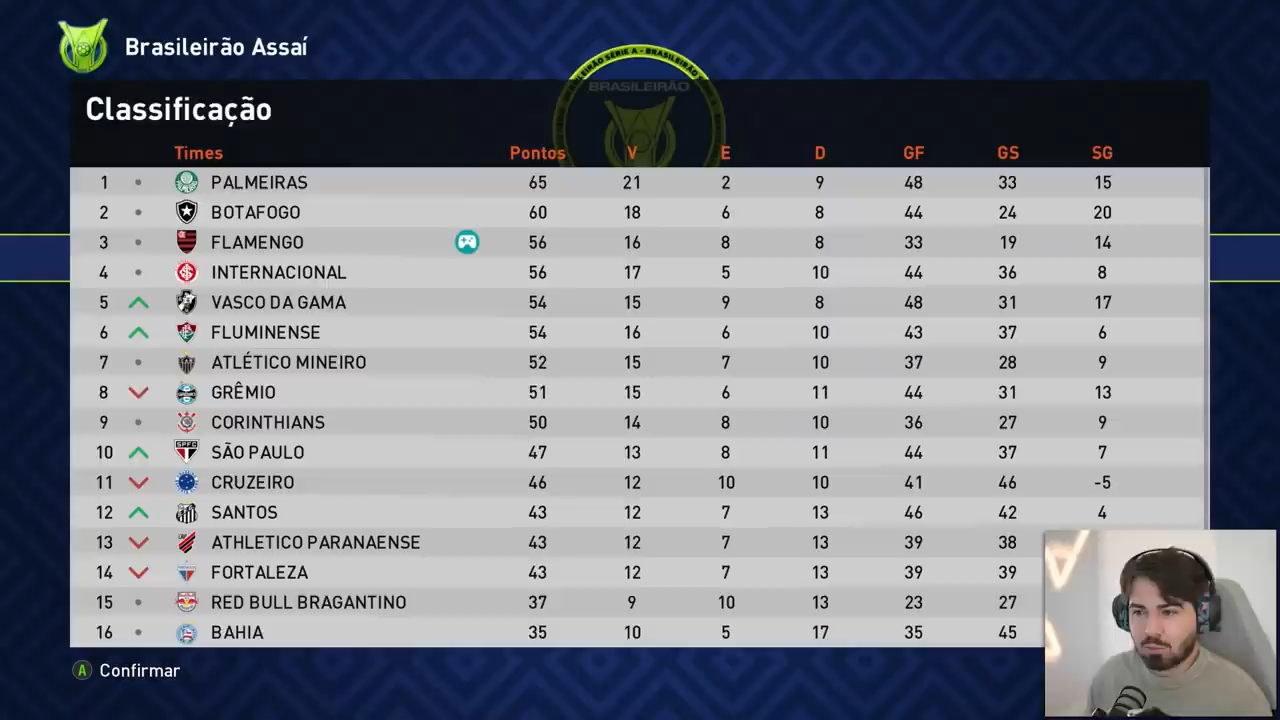 Brasileirão Assaí
BRASILEIRÃO
Classificação
Times Pontos V E D GF GS SG
1 PALMEIRAS 65 21 2 9 48 33 15
2 BOTAFOGO 60 18 6 8 44 24 20
3 FLAMENGO 56 16 8 8 33 19 14
4 INTERNACIONAL 56 17 5 10 44 36 8
5 VASCO DA GAMA 54 15 9 8 48 31 17
6 FLUMINENSE 54 16 6 10 43 37 6
7 ATLÉTICO MINEIRO 52 15 7 10 37 28 9
8 GRÊMIO 51 15 6 11 44 31 13
9 CORINTHIANS 50 14 8 10 36 27 9
10 SÃO PAULO 47 13 8 11 44 37 7
11 CRUZEIRO 46 12 10 10 41 46 -5
12 SANTOS 43 12 7 13 46 42 4
13 ATHLETICO PARANAENSE 43 12 7 13 39 38
14 FORTALEZA 43 12 7 13 39 39
15 RED BULL BRAGANTINO 37 9 10 13 23 27
16 BAHIA 35 10 5 17 35 45
A Confirmar